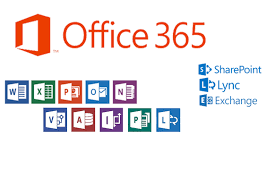 Office 365
S SharePoint
L Lync
E Exchange
W X P O N
V A I P L